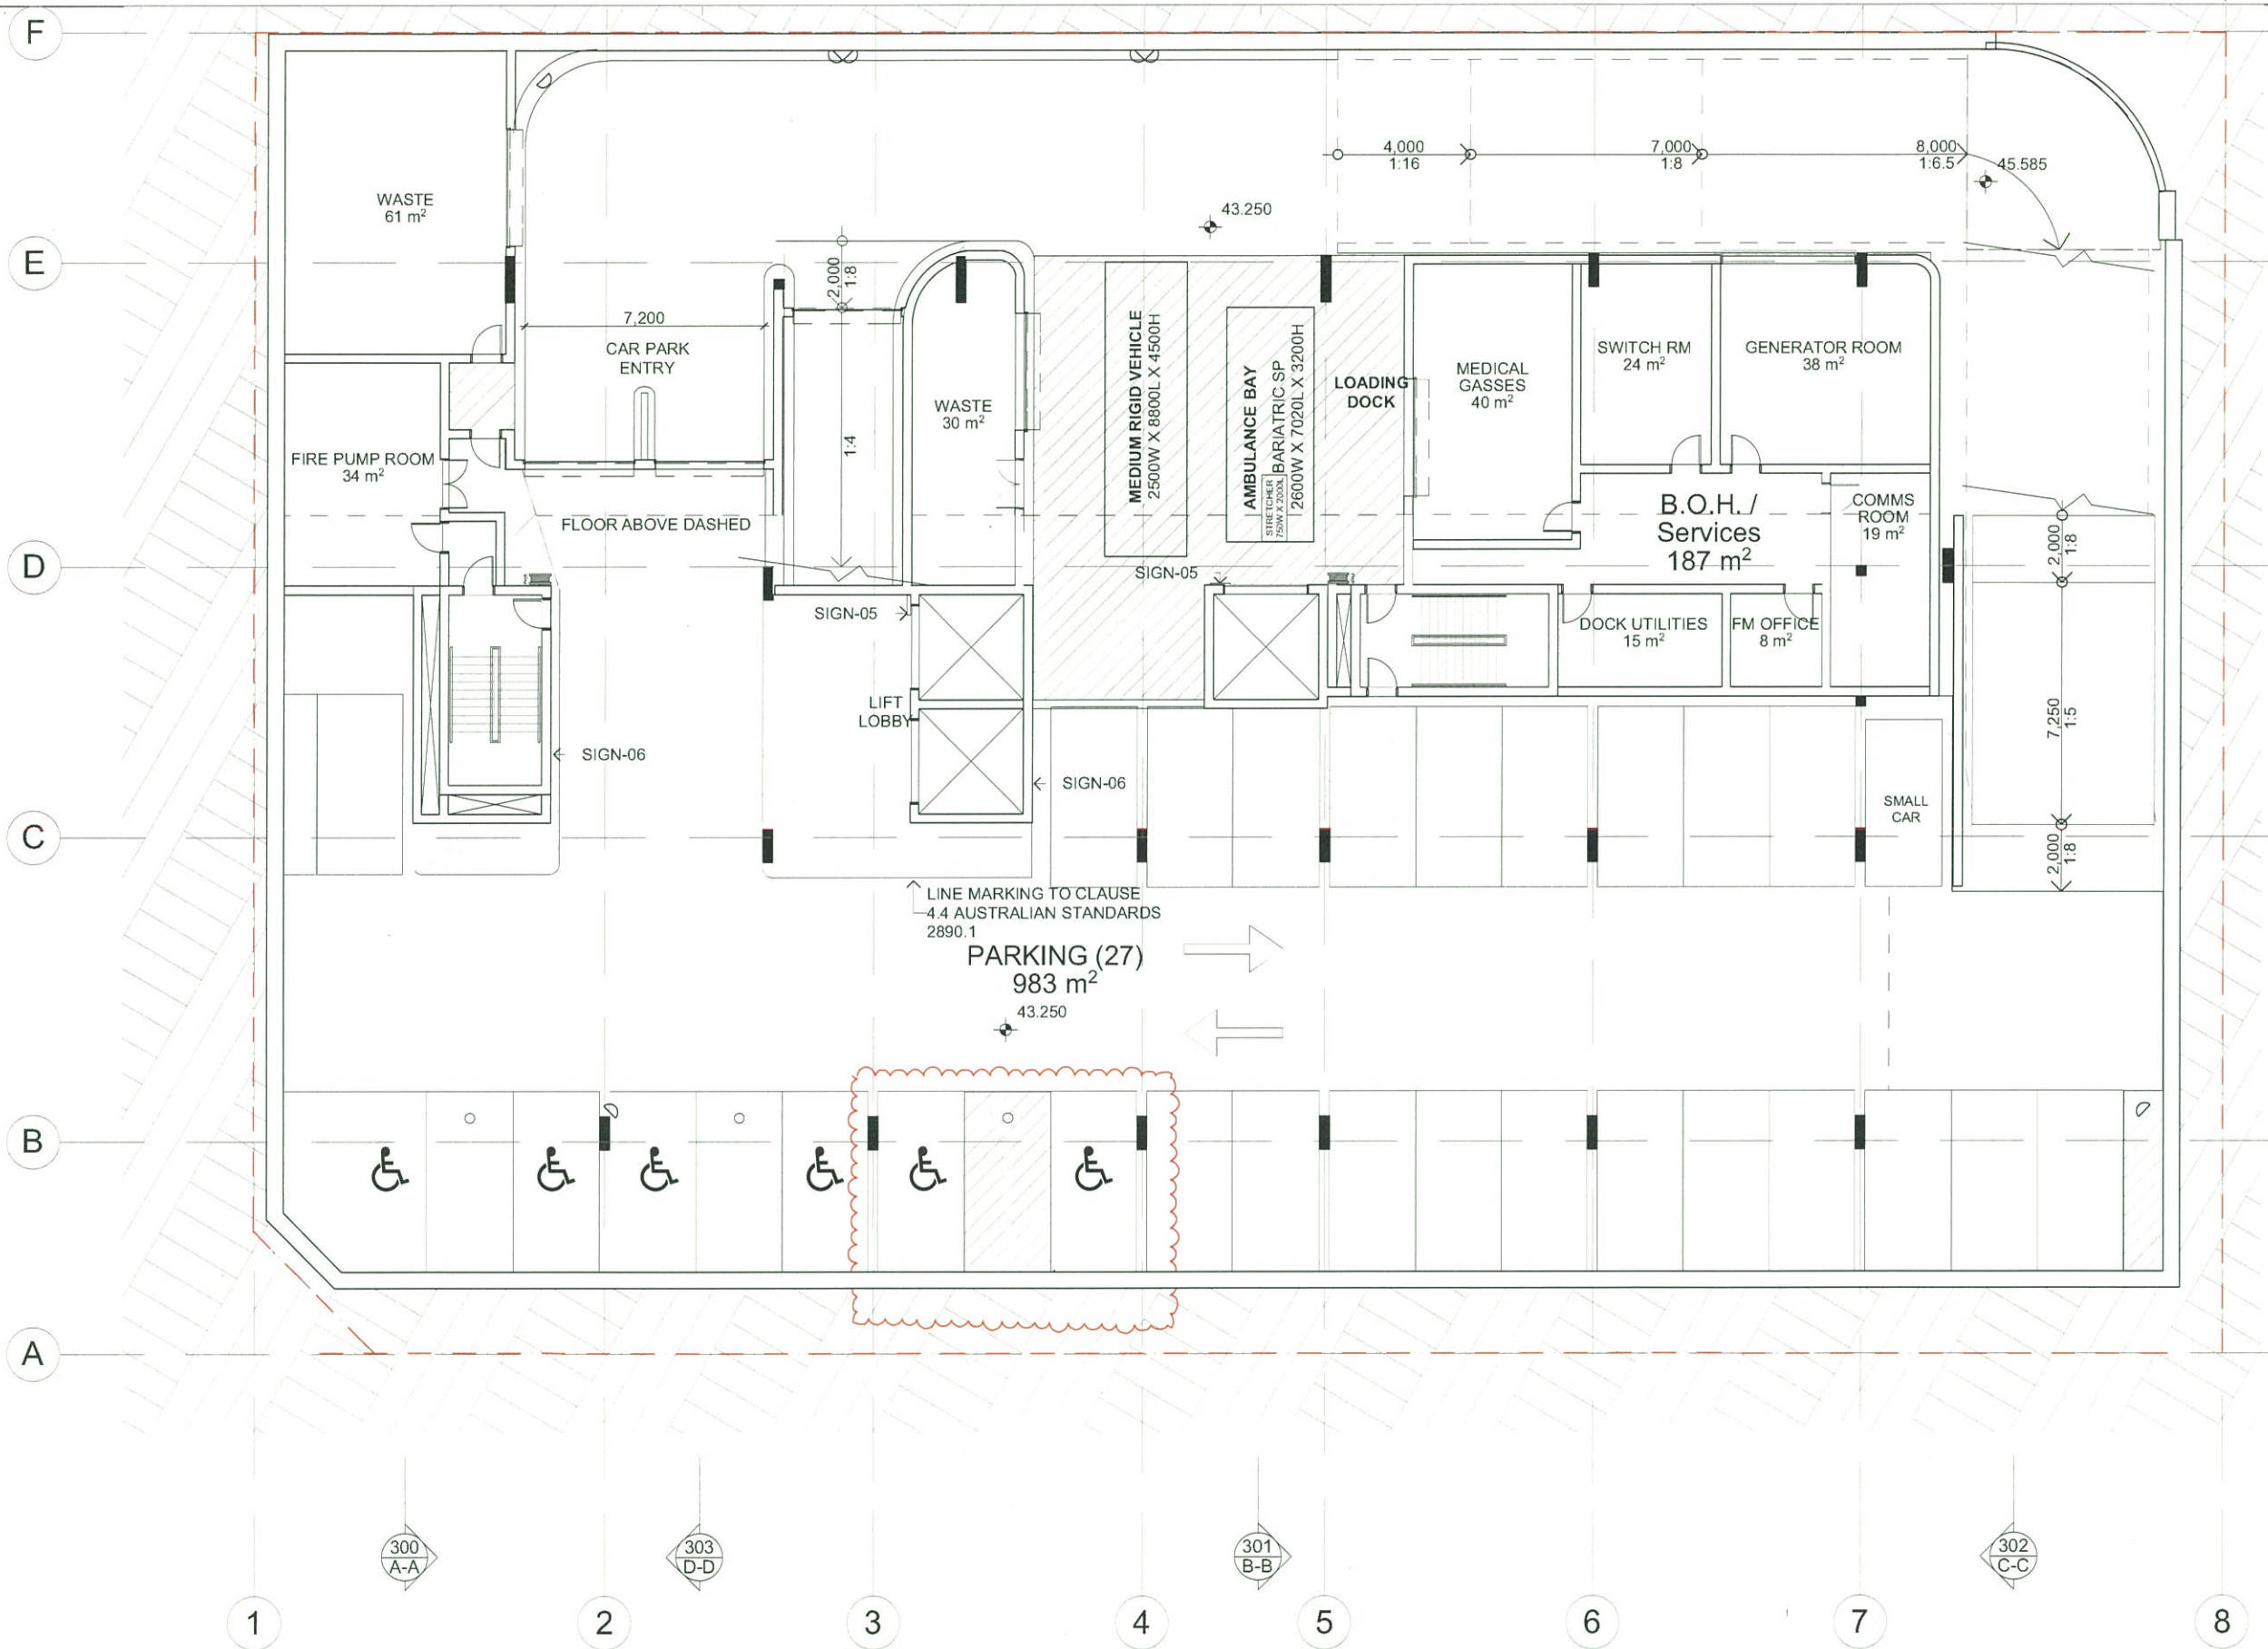 F
E
D
C
B
A
WASTE
61 m²
4,000
1:16
7,000
1:8
8,000
1:6.5
45.585
43.250
2,000
1:8
7,200
CAR PARK
ENTRY
1:4
WASTE
30 m²
MEDIUM RIGID VEHICLE
2500W X 8800L X 4500H
AMBULANCE BAY
BARIATRIC SP
2600W X 7020L X 3200H
STRETCHER
750W X 2000L
LOADING
DOCK
MEDICAL
GASSES
40 m²
SWITCH RM
24 m²
GENERATOR ROOM
38 m²
FIRE PUMP ROOM
34 m²
FLOOR ABOVE DASHED
B.O.H. /
Services
187 m²
COMMS
ROOM
19 m²
2,000
1:8
SIGN-05
SIGN-05
DOCK UTILITIES
15 m²
FM OFFICE
8 m²
LIFT
LOBBY
SIGN-06
SIGN-06
7,250
1:5
SMALL
CAR
2,000
1:8
LINE MARKING TO CLAUSE
4.4 AUSTRALIAN STANDARDS
2890.1
PARKING (27)
983 m²
43.250
300
A-A
303
D-D
301
B-B
302
C-C
1
2
3
4
5
6
7
8